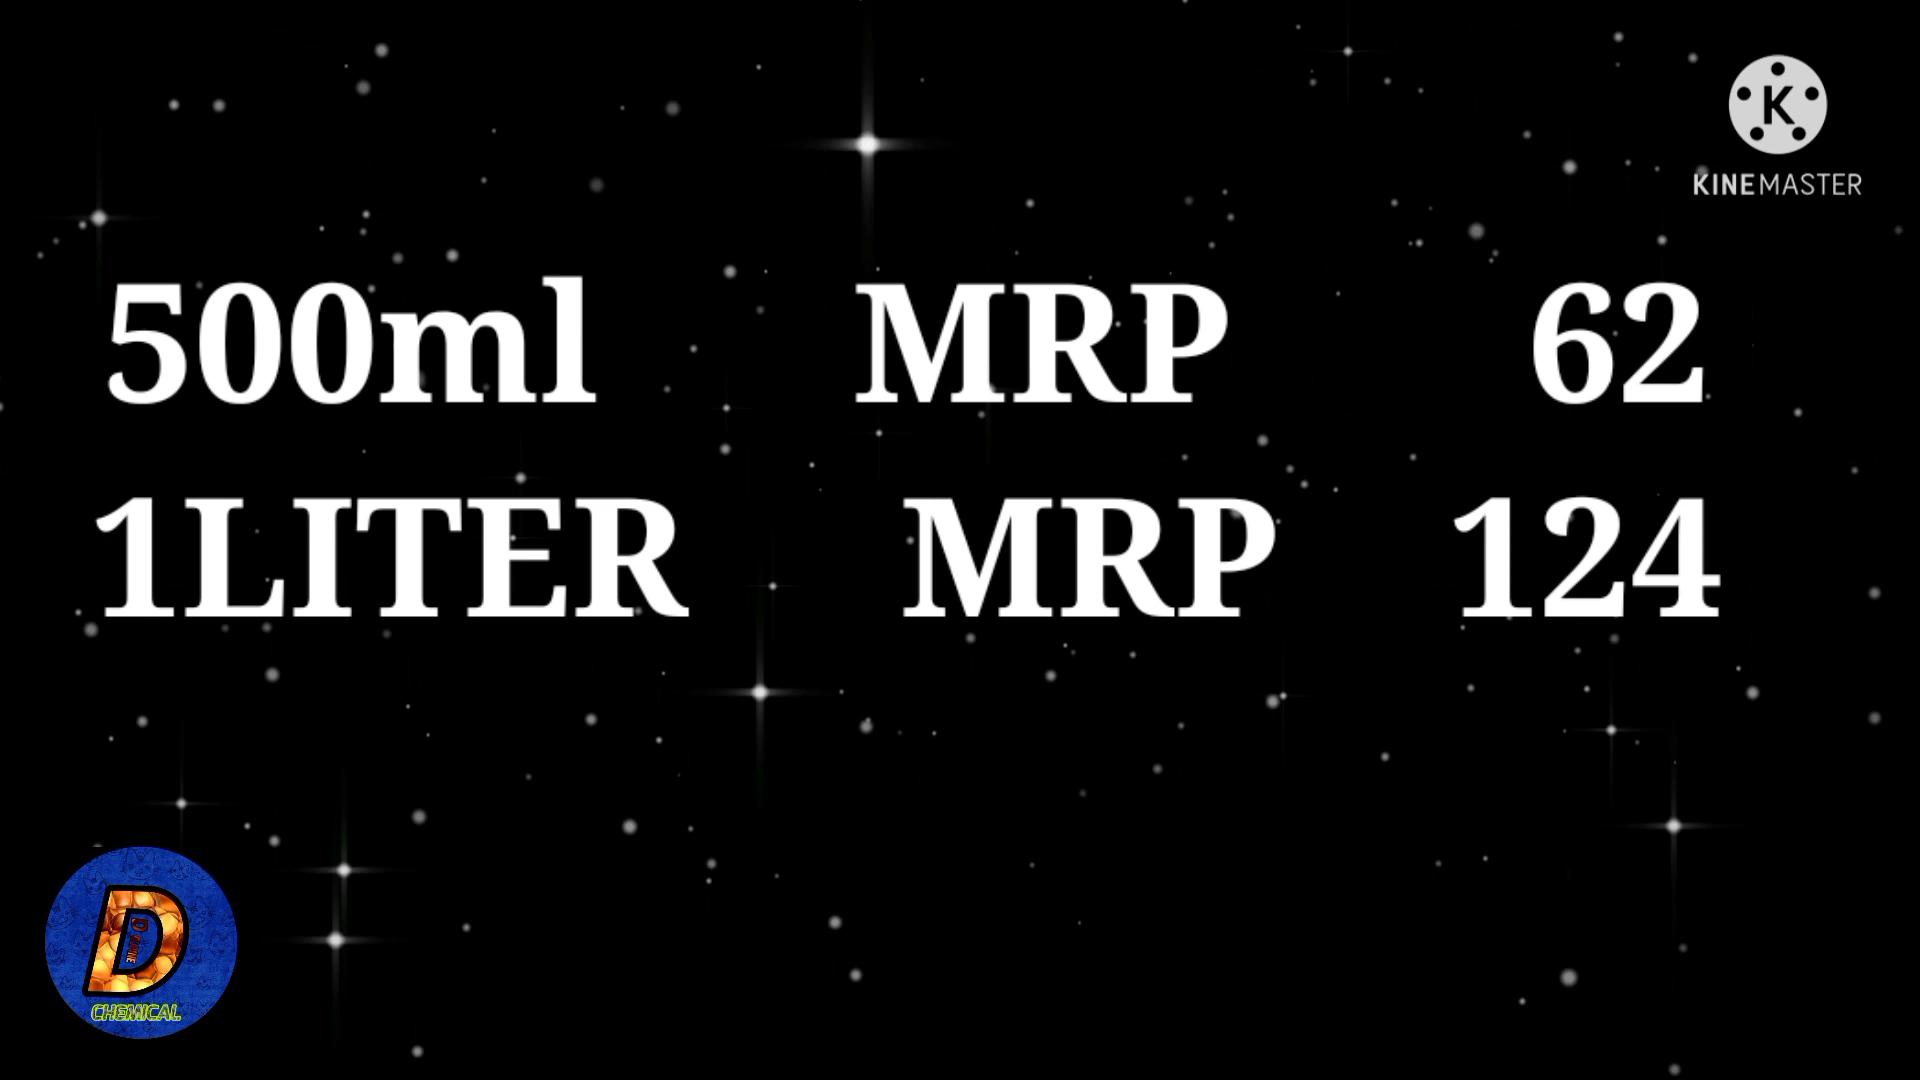 KINEMASTER
500ml MRP 62
1LITER MRP 124
D
CHEMICAL